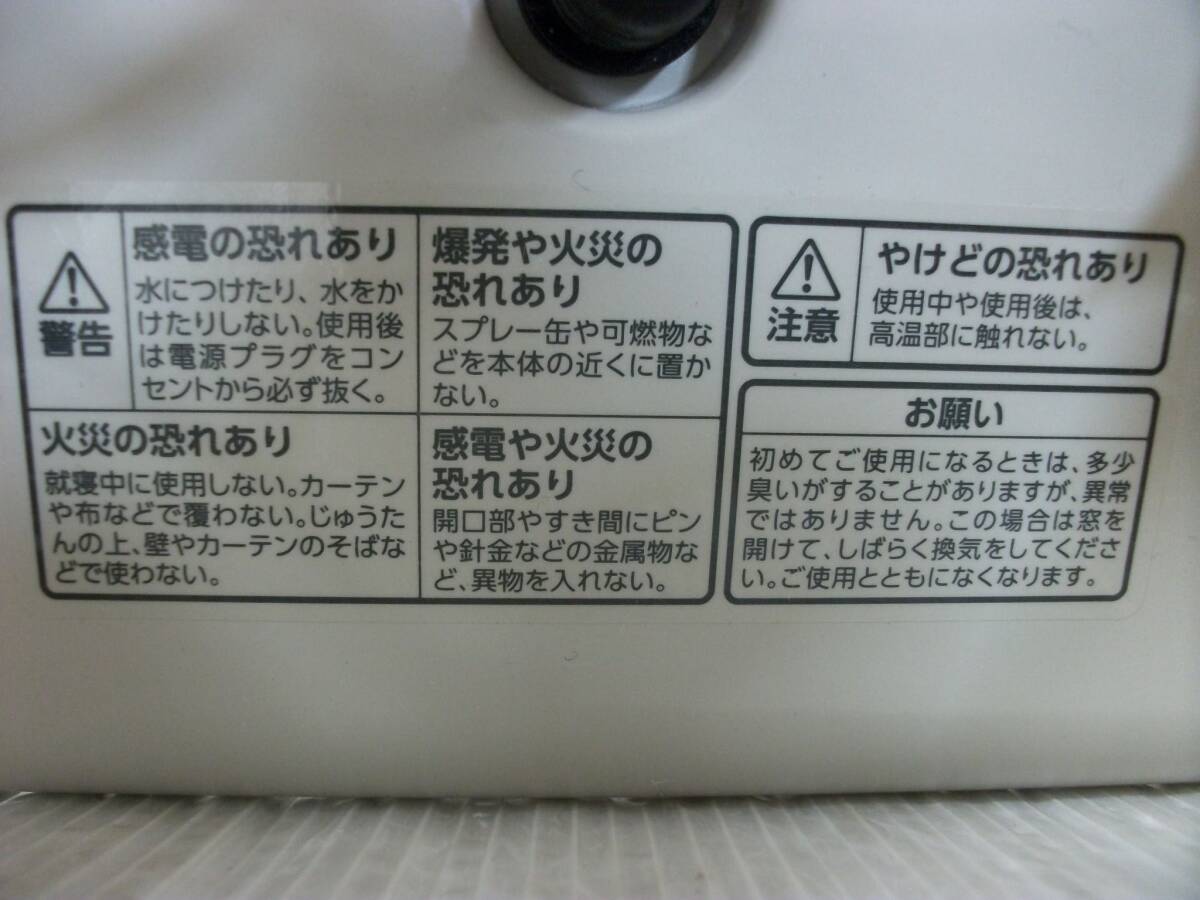 警告
感電の恐れあり
水につけたり、水をか
けたりしない。使用後
は電源プラグをコン
セントから必ず抜く。
爆発や火災の
恐れあり
スプレー缶や可燃物な
どを本体の近くに置か
ない。
火災の恐れあり
就寝中に使用しない。カーテン
や布などで覆わない。じゅうた
んの上、壁やカーテンのそばな
どで使わない。
感電や火災の
恐れあり
開口部やすき間にピン
や針金などの金属物な
ど、異物を入れない。
注意
やけどの恐れあり
使用中や使用後は、
高温部に触れない。
お願い
初めてご使用になるときは、多少
臭いがすることがありますが、異常
ではありません。この場合は窓を
開けて、しばらく換気をしてくださ
い。ご使用とともになくなります。